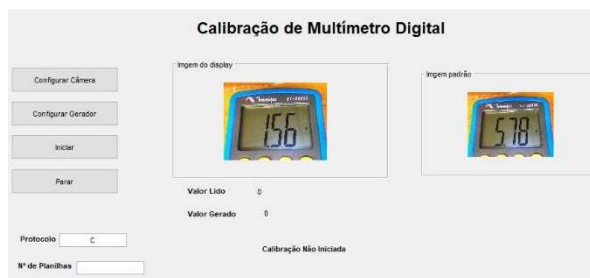 Calibração de Multímetro Digital
Configurar Câmera
Configurar Gerador
Iniciar
Parar
Protocolo C
Nº de Planilhas
Imgem do display
1.56
Valor Lido 0
Valor Gerado 0
Calibração Não Iniciada
Imgem padrão
5.78